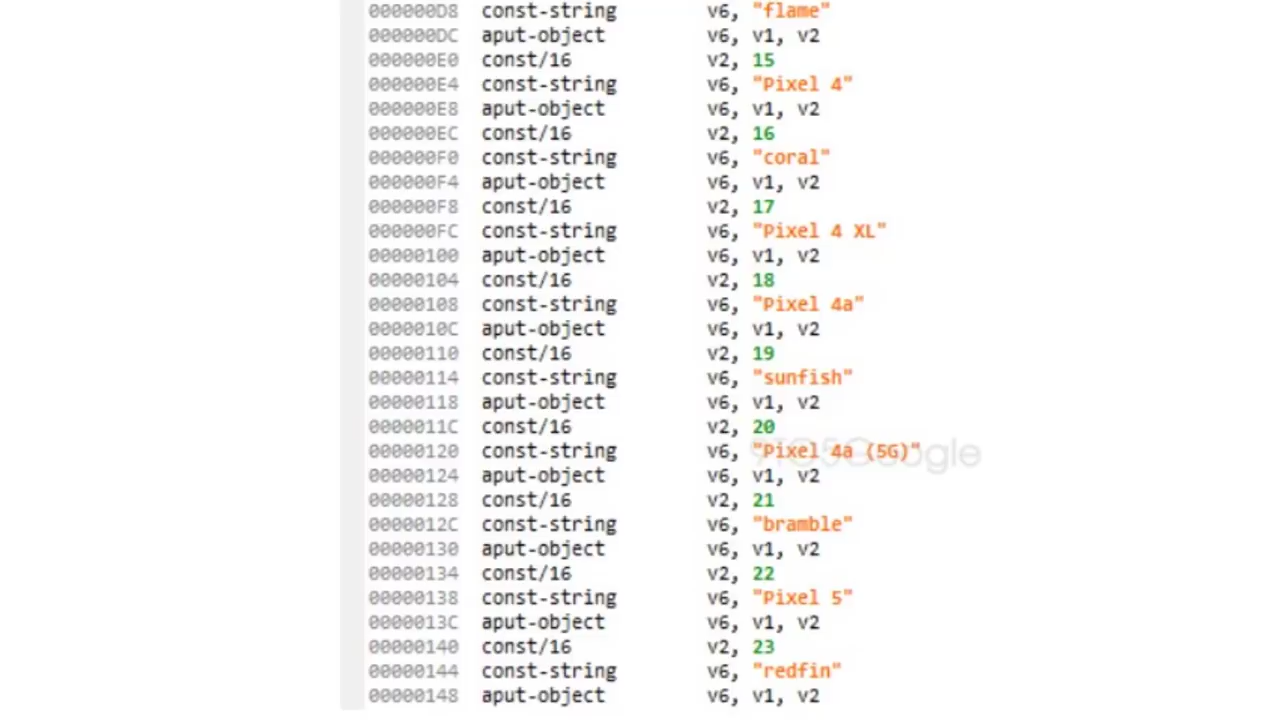 000000D8 const-string v6, "flame"
000000DC aput-object v6, v1, v2
000000E0 const/16 v2, 15
000000E4 const-string v6, "Pixel 4"
000000E8 aput-object v6, v1, v2
000000EC const/16 v2, 16
000000F0 const-string v6, "coral"
000000F4 aput-object v6, v1, v2
000000F8 const/16 v2, 17
000000FC const-string v6, "Pixel 4 XL"
00000100 aput-object v6, v1, v2
00000104 const/16 v2, 18
00000108 const-string v6, "Pixel 4a"
0000010C aput-object v6, v1, v2
00000110 const/16 v2, 19
00000114 const-string v6, "sunfish"
00000118 aput-object v6, v1, v2
0000011C const/16 v2, 20
00000120 const-string v6, "Pixel 4a (5G)"
9TO5Google
00000124 aput-object v6, v1, v2
00000128 const/16 v2, 21
0000012C const-string v6, "bramble"
00000130 aput-object v6, v1, v2
00000134 const/16 v2, 22
00000138 const-string v6, "Pixel 5"
0000013C aput-object v6, v1, v2
00000140 const/16 v2, 23
00000144 const-string v6, "redfin"
00000148 aput-object v6, v1, v2